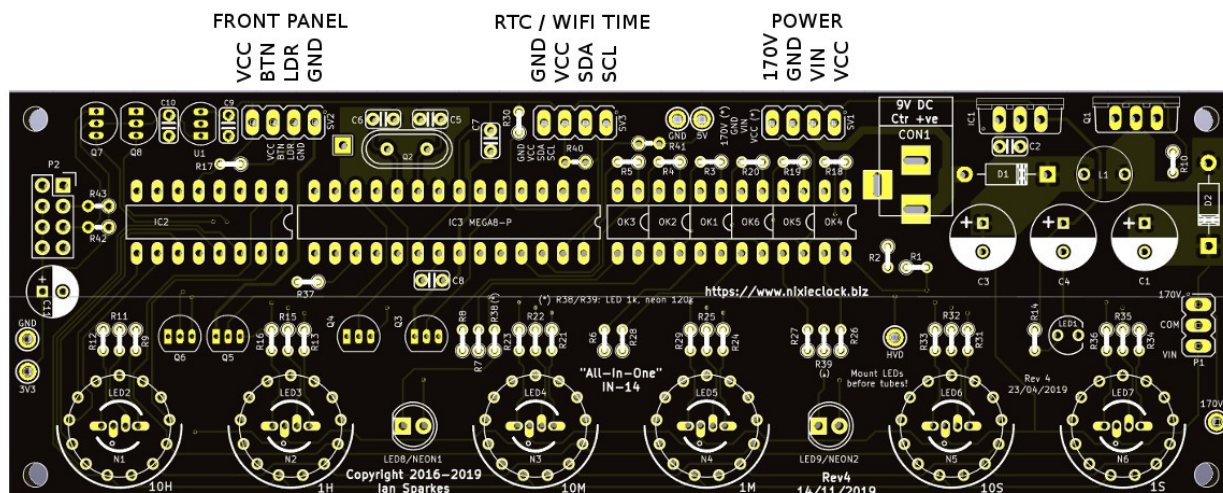 FRONT PANEL
RTC / WIFI TIME
POWER
VCC
BTN
LDR
GND
GND
VCC
SDA
SCL
170V
GND
VIN
VCC
Q7
Q8
C10
U1
C9
SV2
VCC
BTN
LDR
GND
R17
C6
C5
Q2
C7
R30
GND
VCC
SDA
SCL
SV3
R40
GND
5V
R41
170V (*)
GND
VIN
VCC (*)
SV1
9V DC
Ctr +ve
CON1
IC1
C2
Q1
D1
L1
R10
D2
P2
R43
R42
IC2
IC3 MEGA8-P
R5
R4
R3
R20
R19
R18
OK3
OK2
OK1
OK6
OK5
OK4
R2
R1
C3
C4
C1
C11
R37
C8
https://www.nixieclock.biz
(*) R38/R39: LED 1k, neon 120k
GND
3V3
R12
R11
R9
Q6
Q5
R16
R15
R13
Q4
Q3
R8
R7
R38(*)
R23
R22
R21
R6
R28
R29
R25
R24
R27
R39
(*)
R26
HVD
R33
R32
R31
R14
LED1
R36
R35
R34
170V
COM
VIN
P1
170V
"All-In-One"
IN-14
Mount LEDs
before tubes!
Rev 4
23/04/2019
LED2
LED3
LED4
LED5
LED6
LED7
N1
N2
LED8/NEON1
N3
N4
LED9/NEON2
N5
N6
10H
1H
Copyright 2016-2019
Ian Sparkes
10M
1M
Rev4
14/11/2019
10S
1S